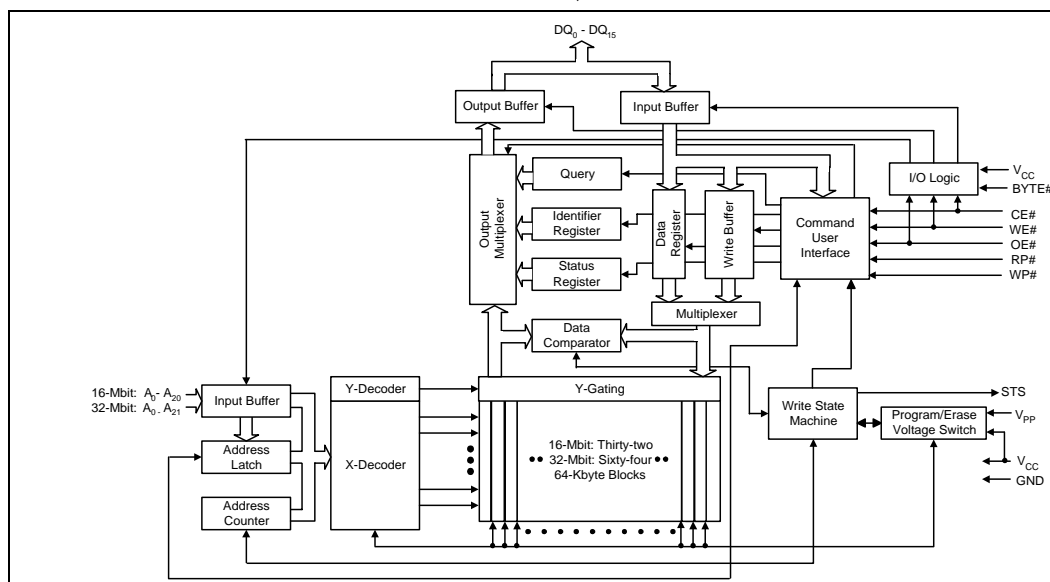 DQ0 - DQ15
Output Buffer
Input Buffer
Output
Multiplexer
Query
Identifier
Register
Status
Register
Data
Register
Write Buffer
Command
User
Interface
I/O Logic
VCC
BYTE#
CE#
WE#
OE#
RP#
WP#
Multiplexer
Data
Comparator
16-Mbit: A0- A20
32-Mbit: A0 - A21
Input Buffer
Address
Latch
Address
Counter
Y-Decoder
X-Decoder
Y-Gating
16-Mbit: Thirty-two
32-Mbit: Sixty-four
64-Kbyte Blocks
Write State
Machine
Program/Erase
Voltage Switch
STS
VPP
VCC
GND